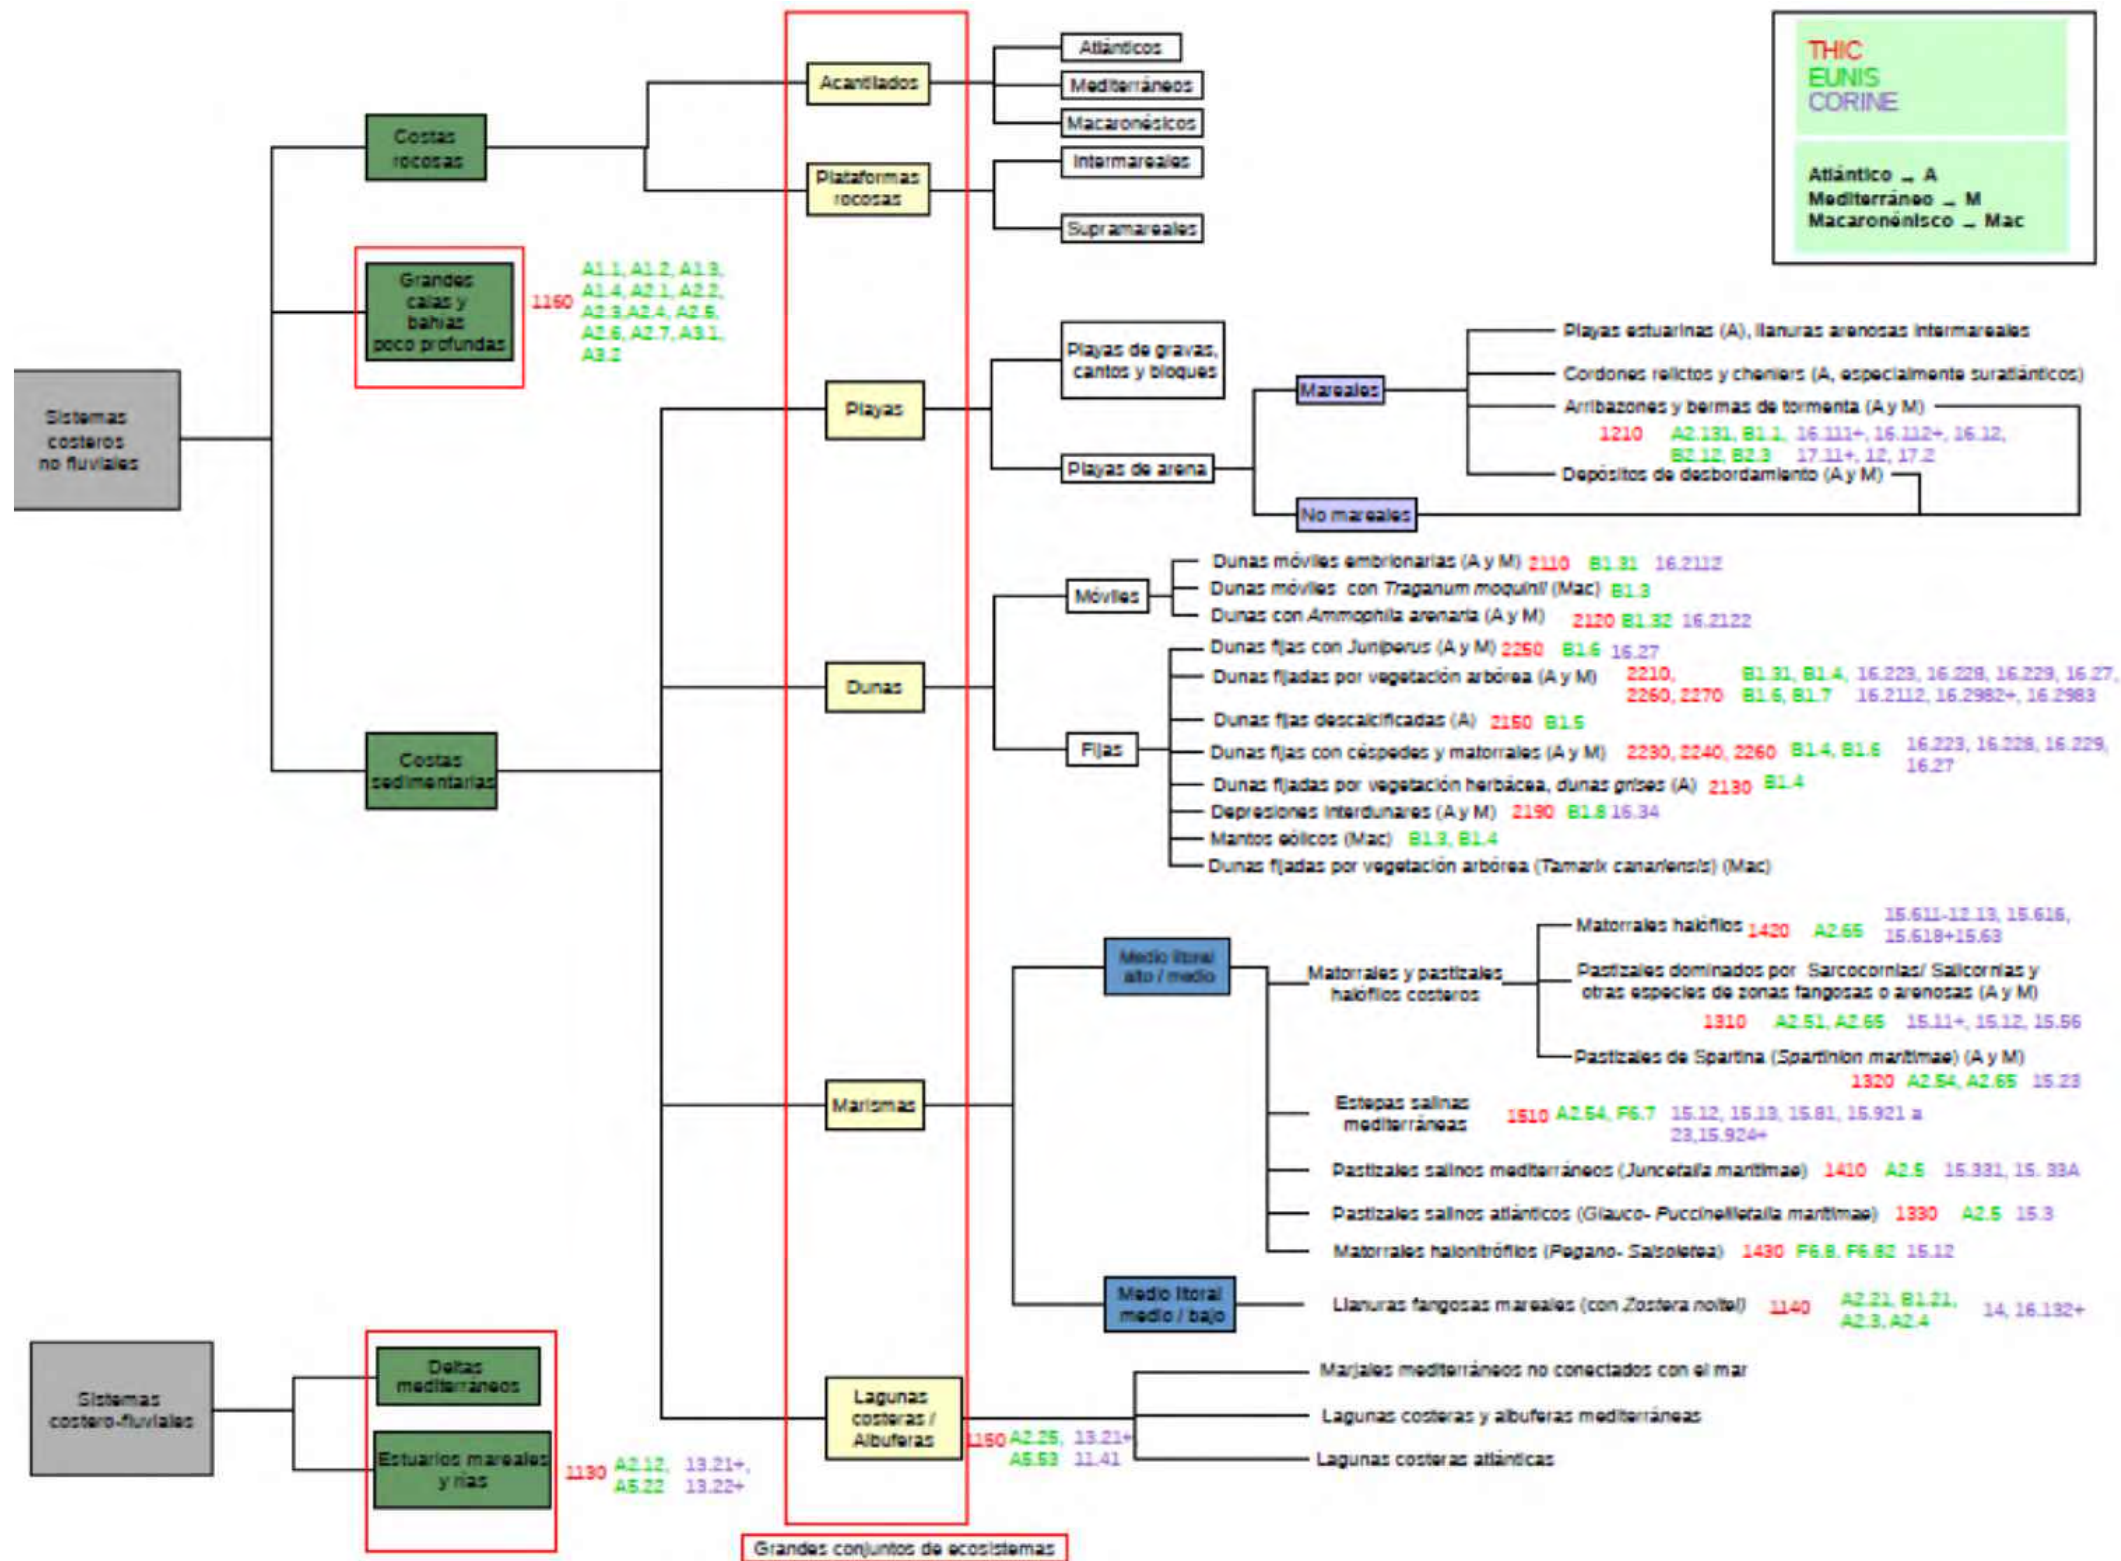 THIC
EUNIS
CORINE
Atlántico → A
Mediterráneo → M
Macaronénisco → Mac
Sistemas
costeros
no fluviales
Costas
rocosas
Acantilados
Atlánticos
Mediterráneos
Macaronésicos
Plataformas
rocosas
Intermareales
Supramareales
Grandes
calas y
bahías
poco profundas
1160
A1.1, A1.2, A1.3,
A1.4, A2.1, A2.2,
A2.3, A2.4, A2.5,
A2.6, A2.7, A3.1,
A3.2
Costas
sedimentarias
Playas
Playas de gravas,
cantos y bloques
Playas de arena
Mareales
Playas estuarinas (A), llanuras arenosas intermareales
Cordones relictos y cheniers (A, especialmente suratlánticos)
Arribazones y bermas de tormenta (A y M)
1210 A2.131, B1.1, 16.111+, 16.112+, 16.12,
B2.12, B2.3 17.11+, 12, 17.2
Depósitos de desbordamiento (A y M)
No mareales
Dunas
Móviles
Dunas móviles embrionarias (A y M) 2110 B1.31 16.2112
Dunas móviles con Traganum moquinii (Mac) B1.3
Dunas con Ammophila arenaria (A y M) 2120 B1.32 16.2122
Fijas
Dunas fijas con Juniperus (A y M) 2250 B1.6 16.27
Dunas fijadas por vegetación arbórea (A y M) 2210, B1.31, B1.4, 16.223, 16.228, 16.229, 16.27,
2260, 2270 B1.6, B1.7 16.2112, 16.2982+, 16.2983
Dunas fijas descalcificadas (A) 2150 B1.5
Dunas fijas con céspedes y matorrales (A y M) 2230, 2240, 2260 B1.4, B1.6 16.223, 16.228, 16.229,
16.27
Dunas fijadas por vegetación herbácea, dunas grises (A) 2130 B1.4
Depresiones interdunares (A y M) 2190 B1.8 16.34
Mantos eólicos (Mac) B1.3, B1.4
Dunas fijadas por vegetación arbórea (Tamarix canariensis) (Mac)
Marismas
Medio litoral
alto / medio
Matorrales y pastizales
halófilos costeros
Matorrales halófilos 1420 A2.65 15.611-12.13, 15.616,
15.618+15.63
Pastizales dominados por Sarcocornias/ Salicornias y
otras especies de zonas fangosas o arenosas (A y M)
1310 A2.51, A2.65 15.11+, 15.12, 15.56
Pastizales de Spartina (Spartinion maritimae) (A y M)
1320 A2.54, A2.65 15.23
Estepas salinas
mediterráneas
1510 A2.54, F6.7 15.12, 15.13, 15.81, 15.921 a
23,15.924+
Pastizales salinos mediterráneos (Juncetalia maritimae) 1410 A2.5 15.331, 15. 33A
Pastizales salinos atlánticos (Glauco- Puccinellietalia maritimae) 1330 A2.5 15.3
Matorrales halonitrófilos (Pegano- Salsoletea) 1430 F6.8. F6.82 15.12
Medio litoral
medio / bajo
Llanuras fangosas mareales (con Zostera noltei) 1140 A2.21, B1.21, 14, 16.132+
A2.3, A2.4
Lagunas
costeras /
Albuferas
1150 A2.25, 13.21+
A5.53 11.41
Marjales mediterráneos no conectados con el mar
Lagunas costeras y albuferas mediterráneas
Lagunas costeras atlánticas
Sistemas
costero-fluviales
Deltas
mediterráneos
Estuarios mareales
y rías
1130 A2.12, 13.21+,
A5.22 13.22+
Grandes conjuntos de ecosistemas